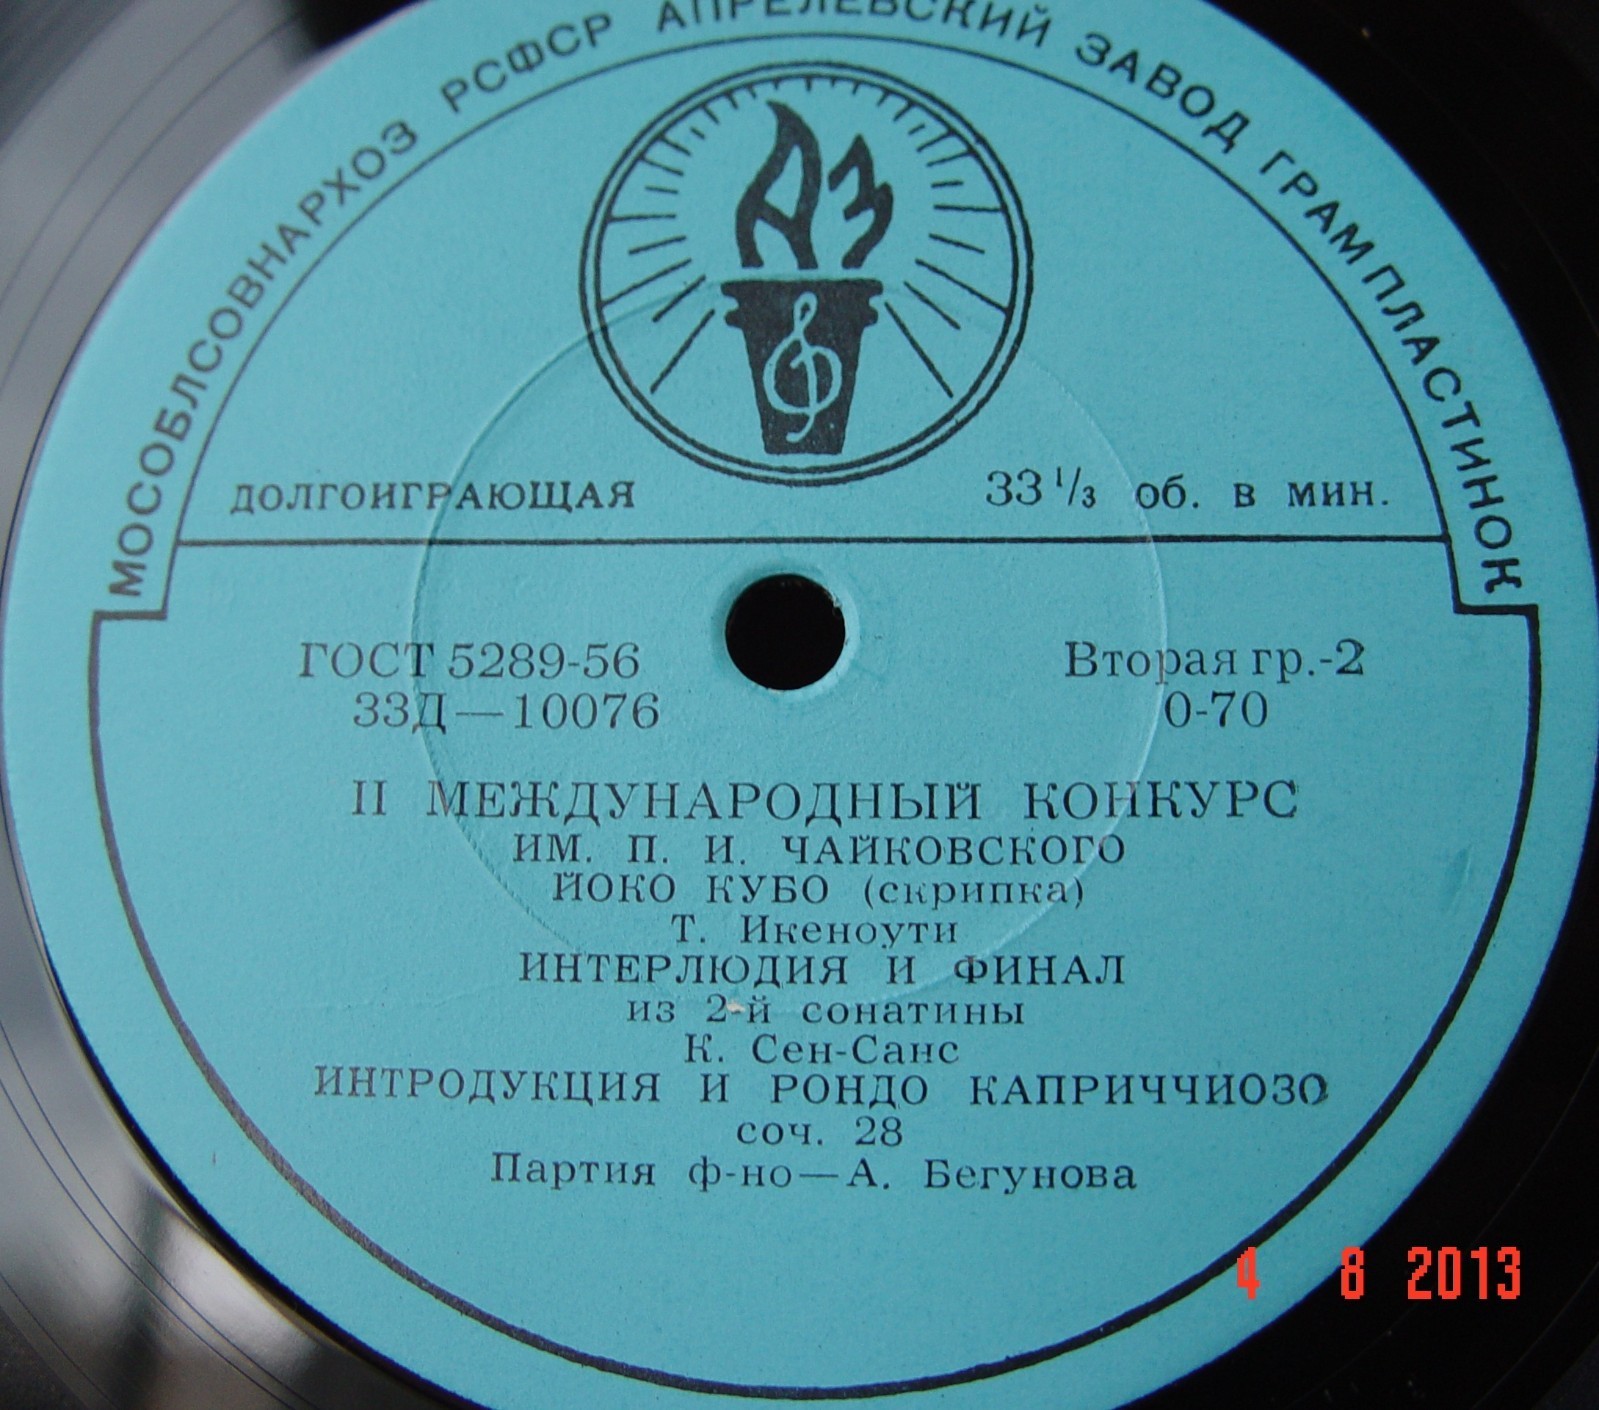 МОСОБЛСОВНАРХОЗ РСФСР АПРЕЛЕВСКИЙ ЗАВОД ГРАМПЛАСТИНОК
АЗ
ДОЛГОИГРАЮЩАЯ 33 1/3 об. в мин.
ГОСТ 5289-56 Вторая гр.-2
33Д—10076 0-70
II МЕЖДУНАРОДНЫЙ КОНКУРС
ИМ. П. И. ЧАЙКОВСКОГО
ЙОКО КУБО (скрипка)
Т. Икеноути
ИНТЕРЛЮДИЯ И ФИНАЛ
из 2-й сонатины
К. Сен-Санс
ИНТРОДУКЦИЯ И РОНДО КАПРИЧЧИОЗО
соч. 28
Партия ф-но—А. Бегунова
4 8 2013